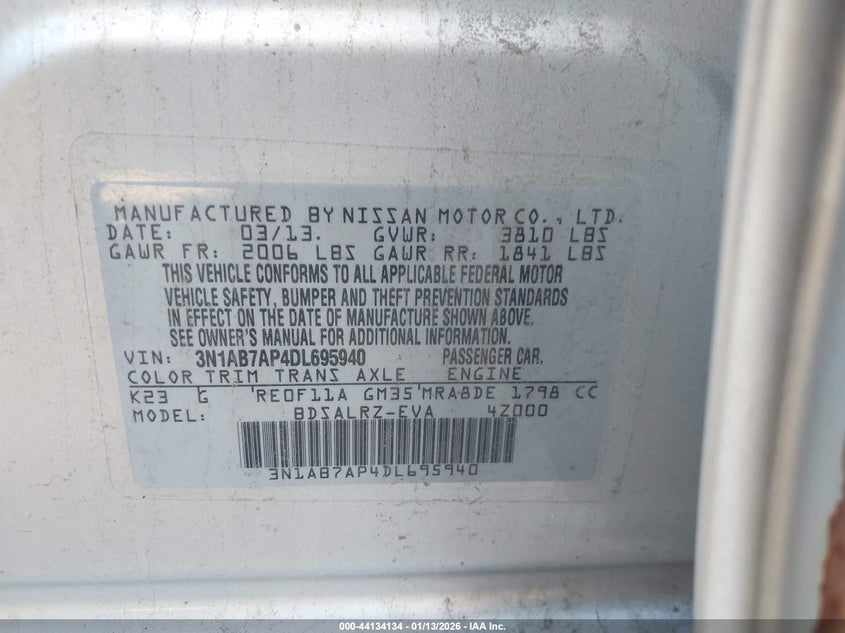 MANUFACTURED BY NISSAN MOTOR CO., LTD.
DATE: 03/13. GVWR: 3810 LBS
GAWR FR: 2006 LBS GAWR RR: 1841 LBS
THIS VEHICLE CONFORMS TO ALL APPLICABLE FEDERAL MOTOR
VEHICLE SAFETY, BUMPER AND THEFT PREVENTION STANDARDS
IN EFFECT ON THE DATE OF MANUFACTURE SHOWN ABOVE.
SEE OWNER'S MANUAL FOR ADDITIONAL INFORMATION.
VIN: 3N1AB7AP4DL695940 PASSENGER CAR.
COLOR TRIM TRANS AXLE ENGINE
K23 G 'RE0F11A GM35'MRA8DE 1798 CC
MODEL: BDSALRZ-EVA 4Z000
3N1AB7AP4DL695940
000-44134134 - 01/13/2026 - IAA Inc.